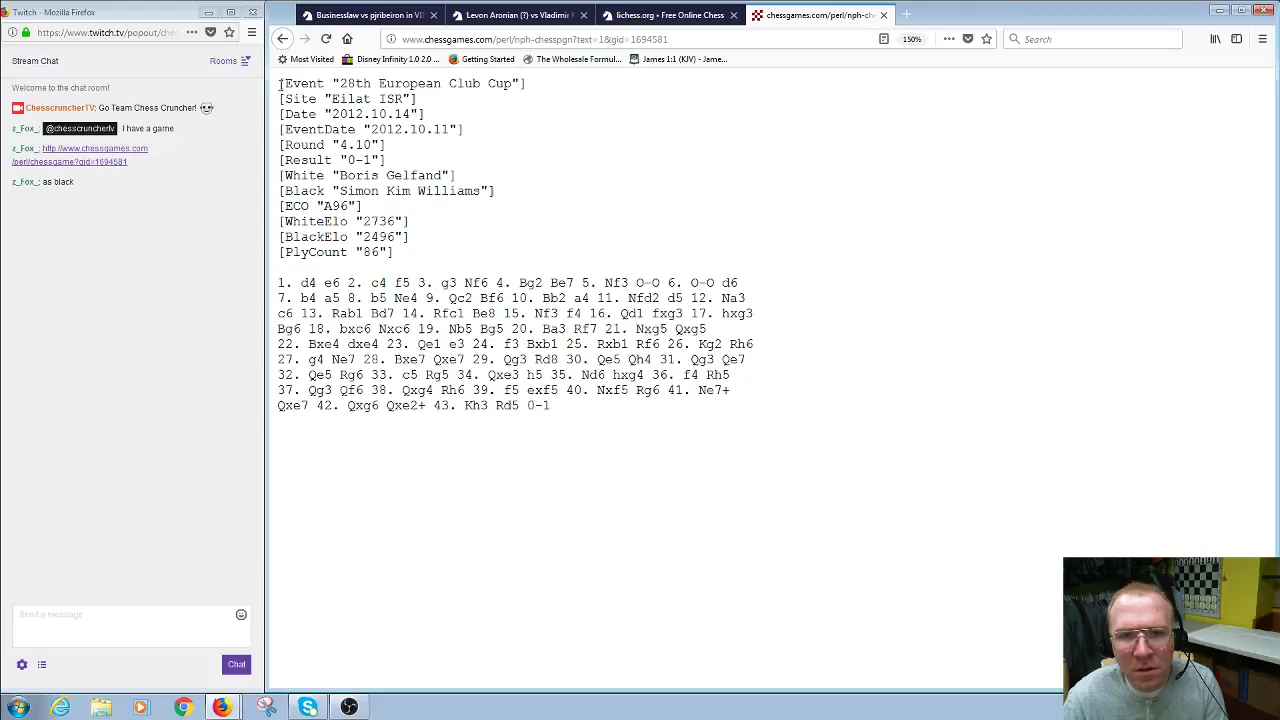 Twitch - Mozilla Firefox
https://www.twitch.tv/popout/ches
Stream Chat
Rooms
Welcome to the chat room!
ChesscruncherTV: Go Team Chess Cruncher!
z_Fox_: @chesscrunchertv I have a game
z_Fox_: http://www.chessgames.com
/perl/chessgame?gid=1694581
z_Fox_: as black
Send a message
Chat
Businesslaw vs pjribeiron in VD
Levon Aronian (?) vs Vladimir K
lichess.org • Free Online Chess
chessgames.com/perl/nph-che
www.chessgames.com/perl/nph-chesspgn?text=1&gid=1694581
150%
Search
Most Visited
Disney Infinity 1.0 2.0 ...
Getting Started
The Wholesale Formul...
James 1:1 (KJV) - Jame...
[Event "28th European Club Cup"]
[Site "Eilat ISR"]
[Date "2012.10.14"]
[EventDate "2012.10.11"]
[Round "4.10"]
[Result "0-1"]
[White "Boris Gelfand"]
[Black "Simon Kim Williams"]
[ECO "A96"]
[WhiteElo "2736"]
[BlackElo "2496"]
[PlyCount "86"]
1. d4 e6 2. c4 f5 3. g3 Nf6 4. Bg2 Be7 5. Nf3 O-O 6. O-O d6
7. b4 a5 8. b5 Ne4 9. Qc2 Bf6 10. Bb2 a4 11. Nfd2 d5 12. Na3
c6 13. Rab1 Bd7 14. Rfc1 Be8 15. Nf3 f4 16. Qd1 fxg3 17. hxg3
Bg6 18. bxc6 Nxc6 19. Nb5 Bg5 20. Ba3 Rf7 21. Nxg5 Qxg5
22. Bxe4 dxe4 23. Qe1 e3 24. f3 Bxb1 25. Rxb1 Rf6 26. Kg2 Rh6
27. g4 Ne7 28. Bxe7 Qxe7 29. Qg3 Rd8 30. Qe5 Qh4 31. Qg3 Qe7
32. Qe5 Rg6 33. c5 Rg5 34. Qxe3 h5 35. Nd6 hxg4 36. f4 Rh5
37. Qg3 Qf6 38. Qxg4 Rh6 39. f5 exf5 40. Nxf5 Rg6 41. Ne7+
Qxe7 42. Qxg6 Qxe2+ 43. Kh3 Rd5 0-1